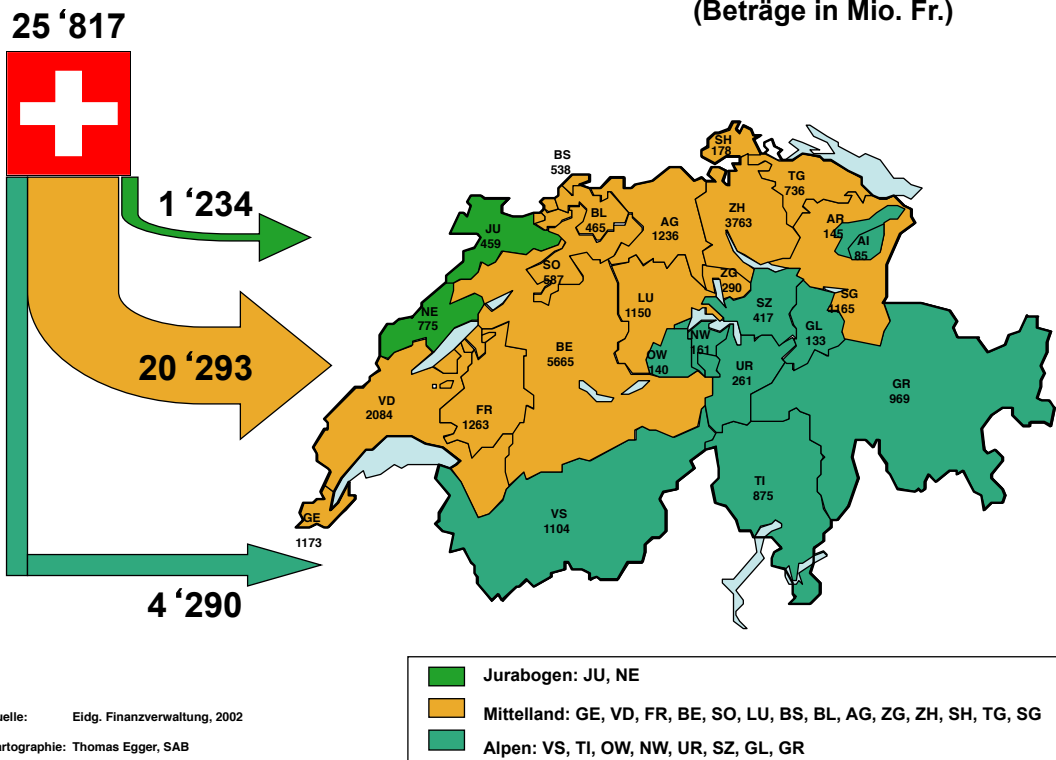 (Beträge in Mio. Fr.)
25 ‘817
1 ‘234
20 ‘293
4 ‘290
SH
178
BS
538
TG
736
BL
465
AG
1236
ZH
3763
AR
145
AI
85
JU
459
SO
587
ZG
290
LU
1150
SZ
417
SG
NE
775
NW
161
GL
133
BE
5665
OW
140
UR
261
GR
969
VD
2084
FR
1263
TI
875
VS
1104
GE
1173
Jurabogen: JU, NE
Mittelland: GE, VD, FR, BE, SO, LU, BS, BL, AG, ZG, ZH, SH, TG, SG
Alpen: VS, TI, OW, NW, UR, SZ, GL, GR
uelle: Eidg. Finanzverwaltung, 2002
artographie: Thomas Egger, SAB